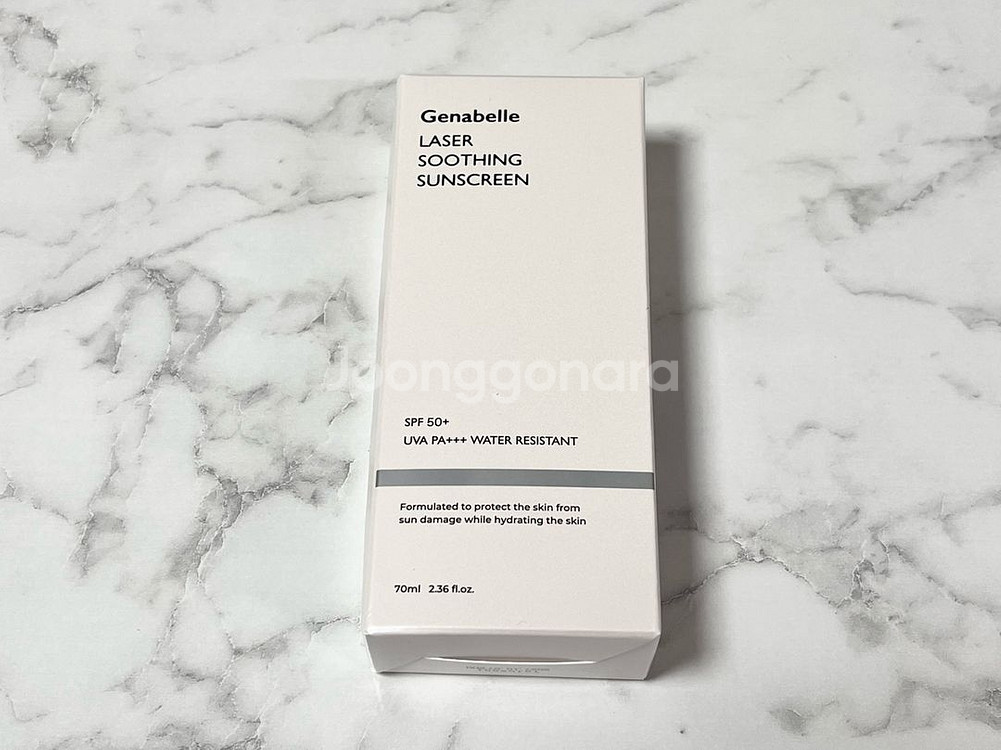 Genabelle
LASER
SOOTHING
SUNSCREEN
Joonggonara
SPF 50+
UVA PA+++ WATER RESISTANT
Formulated to protect the skin from
sun damage while hydrating the skin
70ml 2.36 fl.oz.